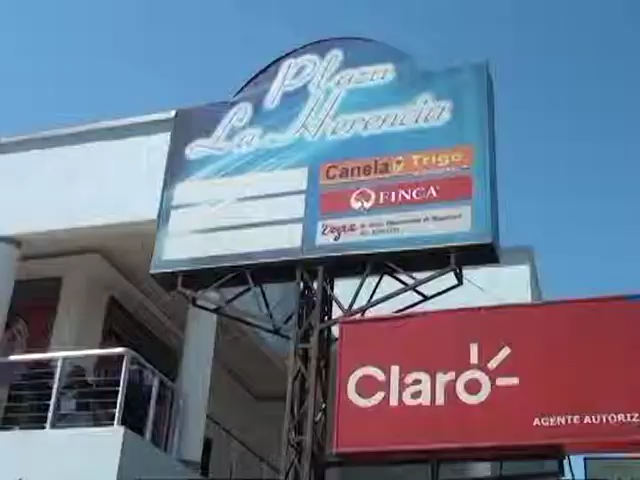 Plaza
La Herencia
Canela y Trigo
FINCA
Claro
AGENTE AUTORIZ